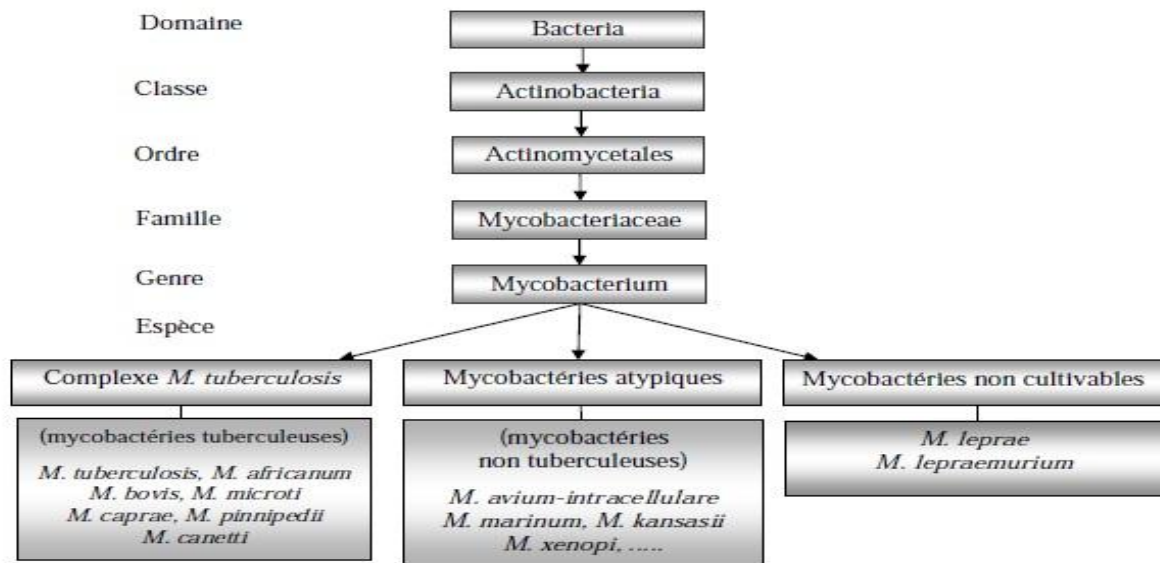 Domaine
Bacteria
Classe
Actinobacteria
Ordre
Actinomycetales
Famille
Mycobacteriaceae
Genre
Mycobacterium
Espèce
Complexe M. tuberculosis
(mycobactéries tuberculeuses)
M. tuberculosis, M. africanum
M. bovis, M. microti
M. caprae, M. pinnipedii
M. canetti
Mycobactéries atypiques
(mycobactéries
non tuberculeuses)
M. avium-intracellulare
M. marinum, M. kansasii
M. xenopi, .....
Mycobactéries non cultivables
M. leprae
M. lepraemurium